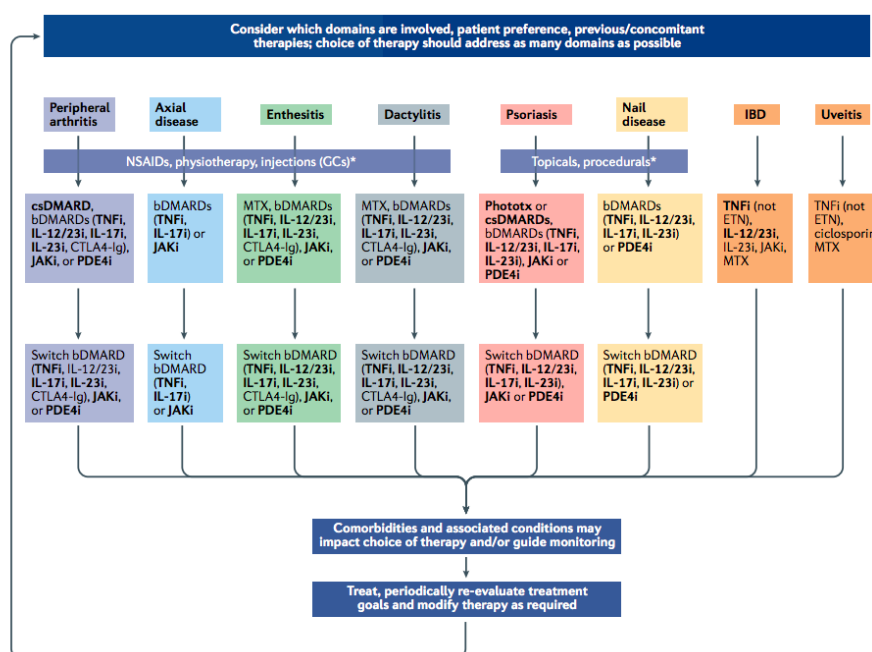 Consider which domains are involved, patient preference, previous/concomitant
therapies; choice of therapy should address as many domains as possible
Peripheral
arthritis
Axial
disease
Enthesitis
Dactylitis
Psoriasis
Nail
disease
IBD
Uveitis
NSAIDs, physiotherapy, injections (GCs)*
Topicals, procedurals*
csDMARD,
bDMARDs (TNFi,
IL-12/23i, IL-17i,
IL-23i, CTLA4-Ig),
JAKi, or PDE4i
bDMARDs
(TNFi,
IL-17i) or
JAKi
MTX, bDMARDs
(TNFi, IL-12/23i,
IL-17i, IL-23i,
CTLA4-Ig), JAKi,
or PDE4i
MTX, bDMARDs
(TNFi, IL-12/23i,
IL-17i, IL-23i,
CTLA4-Ig), JAKi,
or PDE4i
Phototx or
csDMARDs,
bDMARDs (TNFi,
IL-12/23i, IL-17i,
IL-23i), JAKi or
PDE4i
bDMARDs
(TNFi, IL-12/23i,
IL-17i, IL-23i)
or PDE4i
TNFi (not
ETN),
IL-12/23i,
IL-23i, JAKi,
MTX
TNFi (not
ETN),
ciclosporin
MTX
Switch bDMARD
(TNFi, IL-12/23i,
IL-17i, IL-23i,
CTLA4-Ig), JAKi,
or PDE4i
Switch
bDMARD
(TNFi,
IL-17i)
or JAKi
Switch bDMARD
(TNFi, IL-12/23i,
IL-17i, IL-23i,
CTLA4-Ig), JAKi,
or PDE4i
Switch bDMARD
(TNFi, IL-12/23i,
IL-17i, IL-23i,
CTLA4-Ig), JAKi,
or PDE4i
Switch bDMARD
(TNFi, IL-12/23i,
IL-17i, IL-23i),
JAKi or PDE4i
Switch bDMARD
(TNFi, IL-12/23i,
IL-17i, IL-23i) or
PDE4i
Comorbidities and associated conditions may
impact choice of therapy and/or guide monitoring
Treat, periodically re-evaluate treatment
goals and modify therapy as required